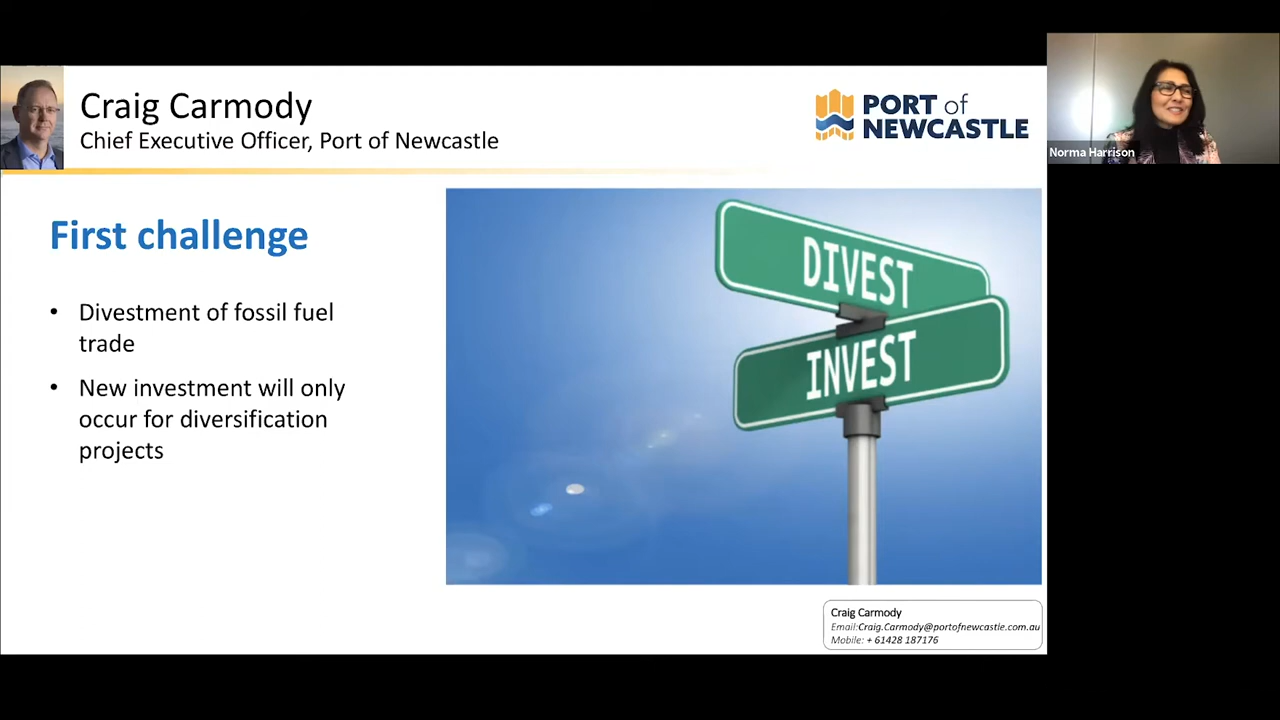 Craig Carmody
Chief Executive Officer, Port of Newcastle
PORT of
NEWCASTLE
Norma Harrison
First challenge
• Divestment of fossil fuel
trade
• New investment will only
occur for diversification
projects
DIVEST
INVEST
Craig Carmody
Email:Craig.Carmody@portofnewcastle.com.au
Mobile: + 61428 187176